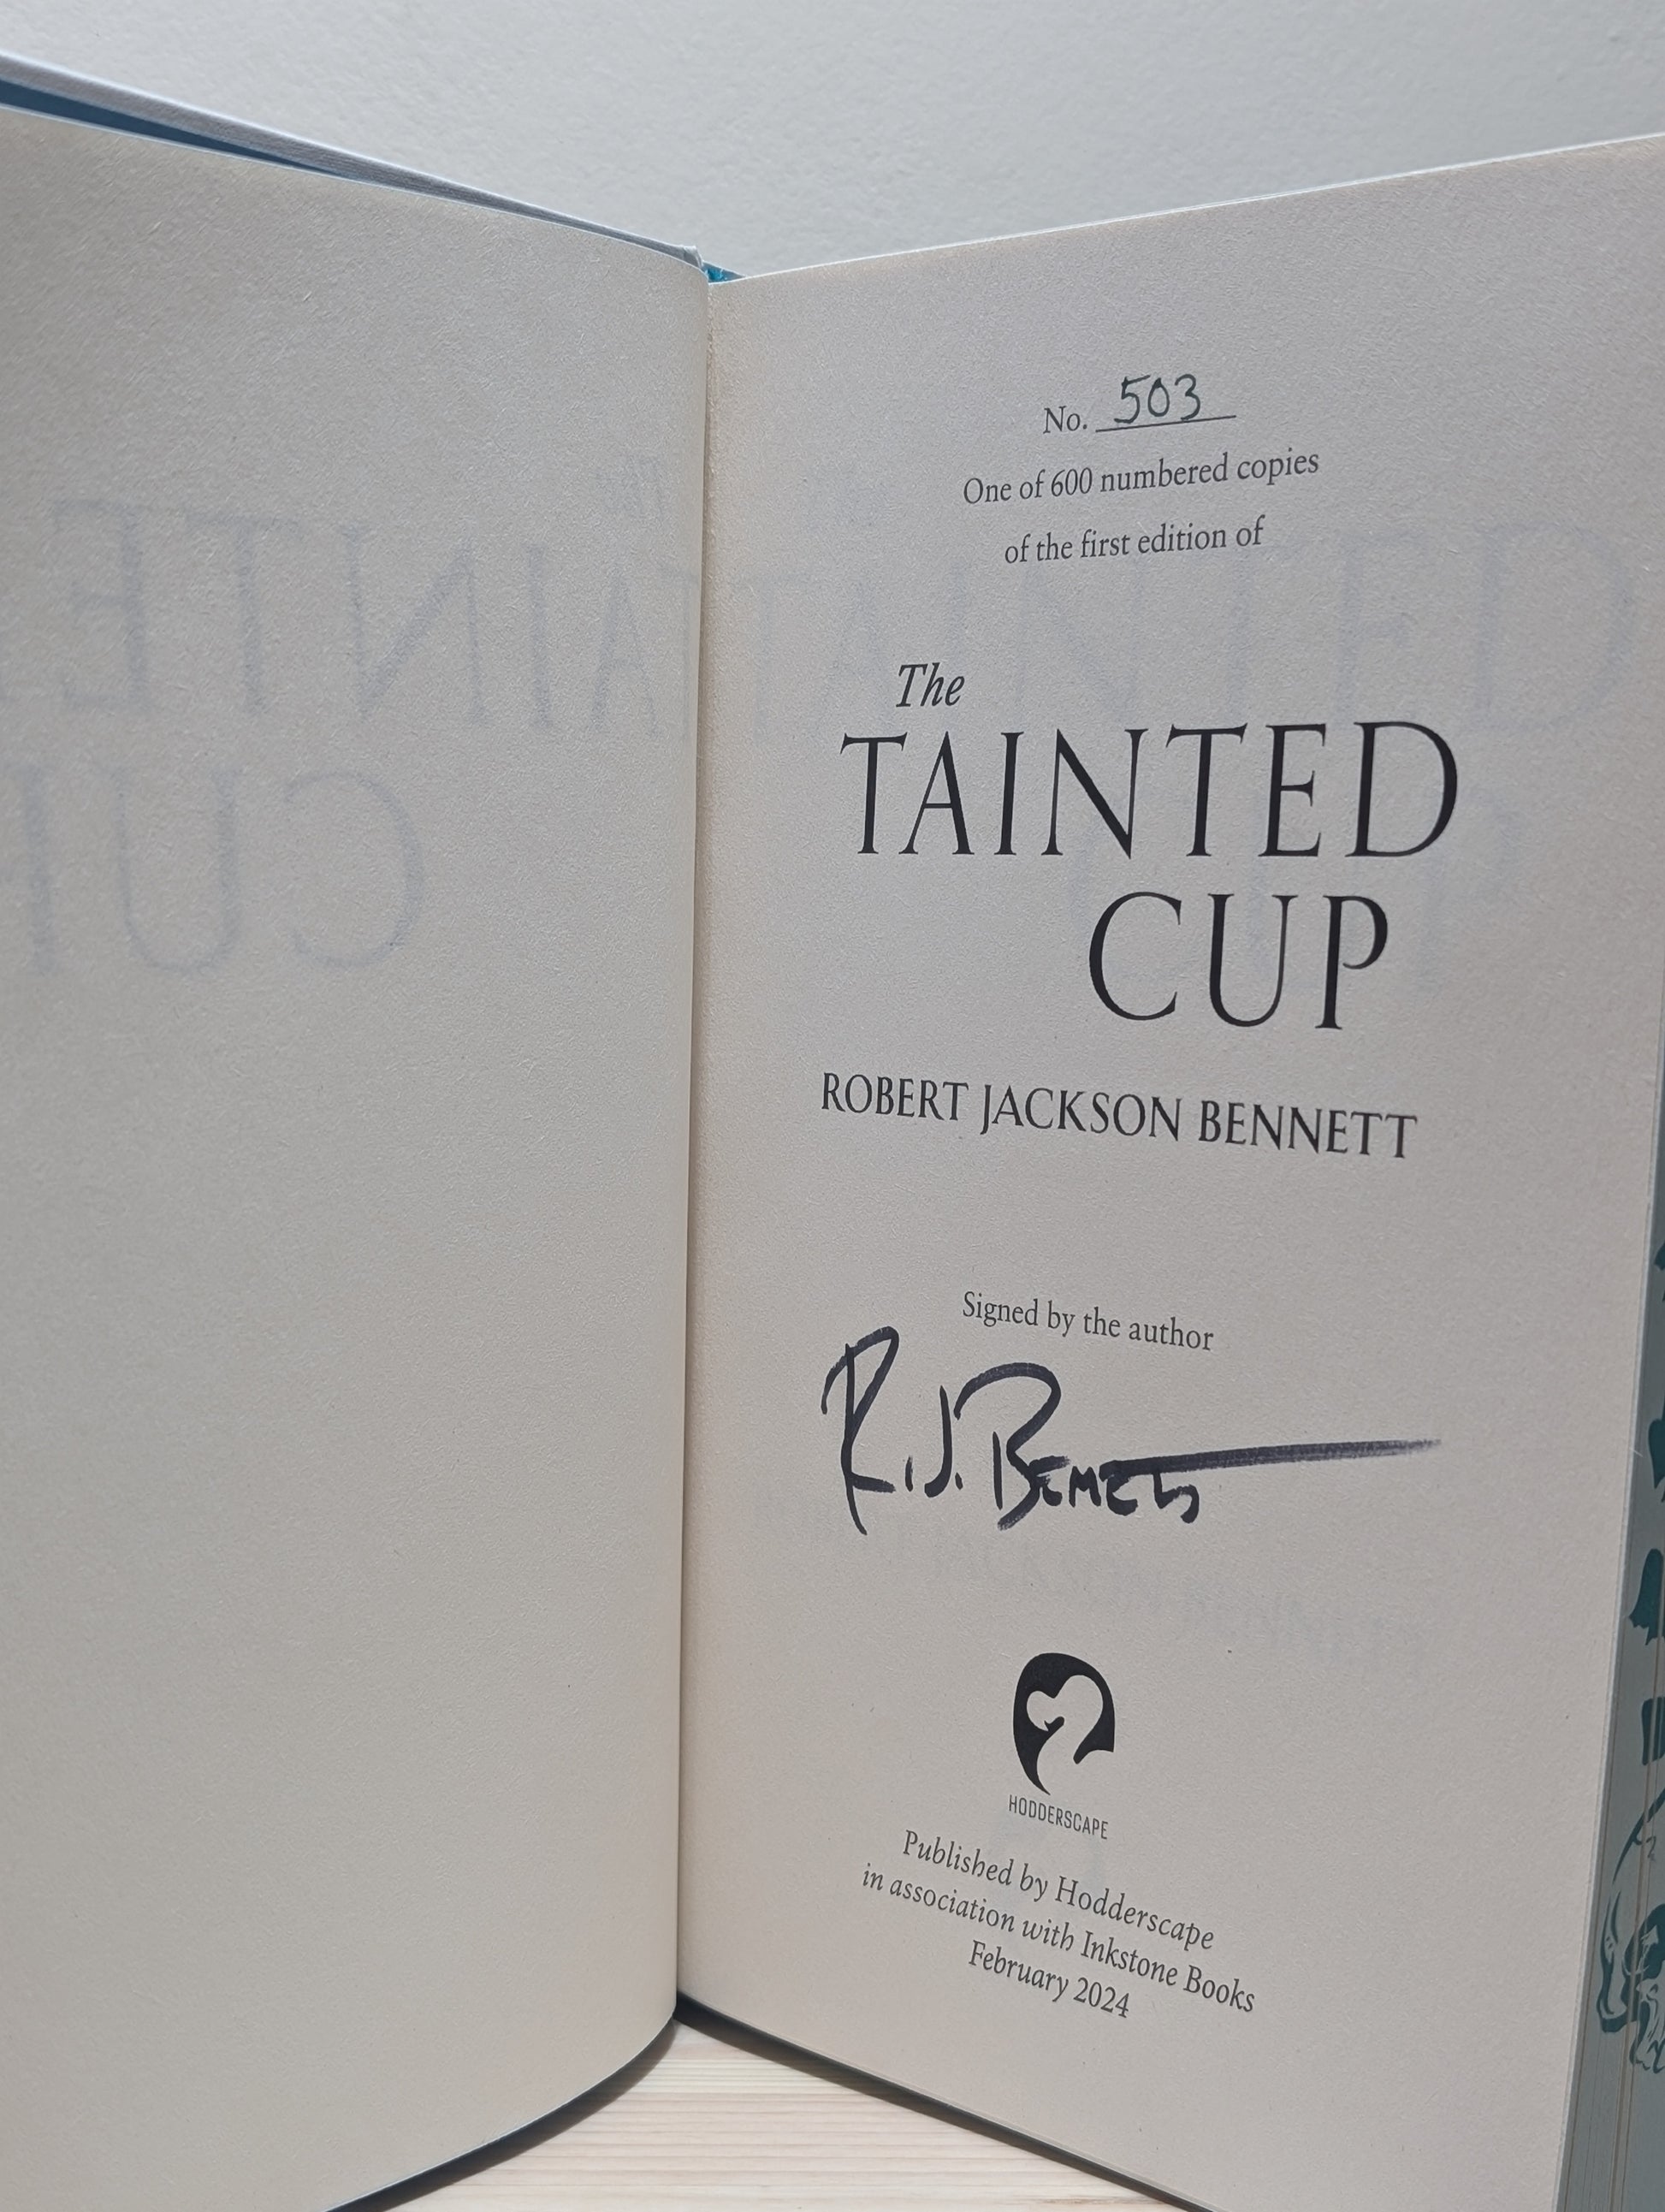 No. 503
One of 600 numbered copies
of the first edition of
The
TAINTED
CUP
ROBERT JACKSON BENNETT
Signed by the author
R.J. Bennett
HODDERSCAPE
Published by Hodderscape
in association with Inkstone Books
February 2024